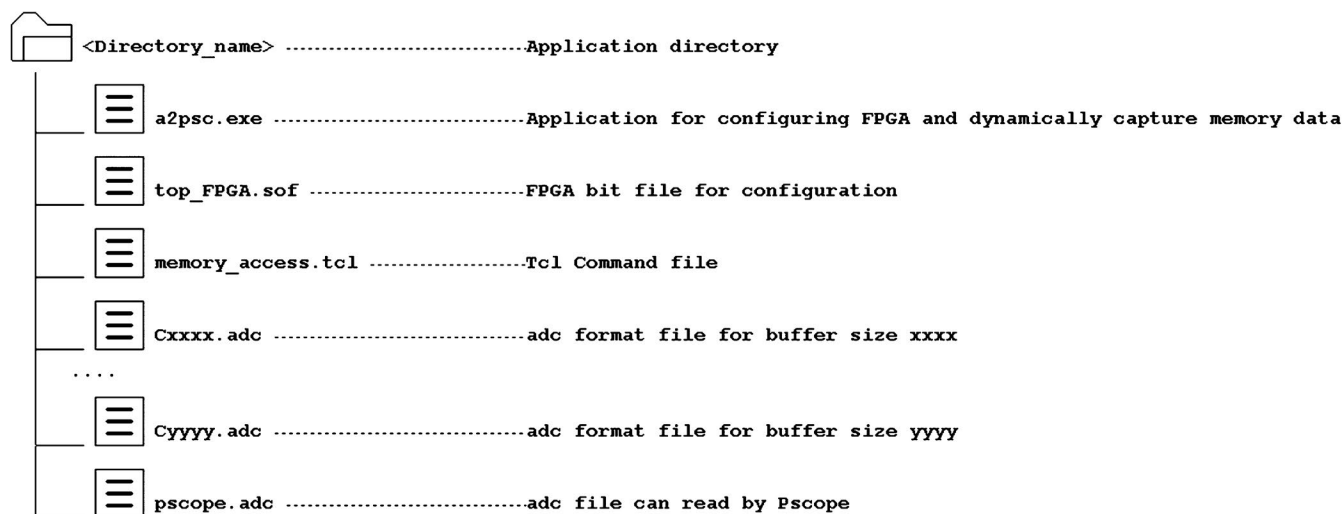 <Directory_name> ------------------------------Application directory
a2psc.exe -------------------------------Application for configuring FPGA and dynamically capture memory data
top_FPGA.sof ---------------------------FPGA bit file for configuration
memory_access.tcl --------------------Tcl Command file
Cxxxx.adc -------------------------------adc format file for buffer size xxxx
....
Cyyyy.adc -------------------------------adc format file for buffer size yyyy
pscope.adc ------------------------------adc file can read by Pscope